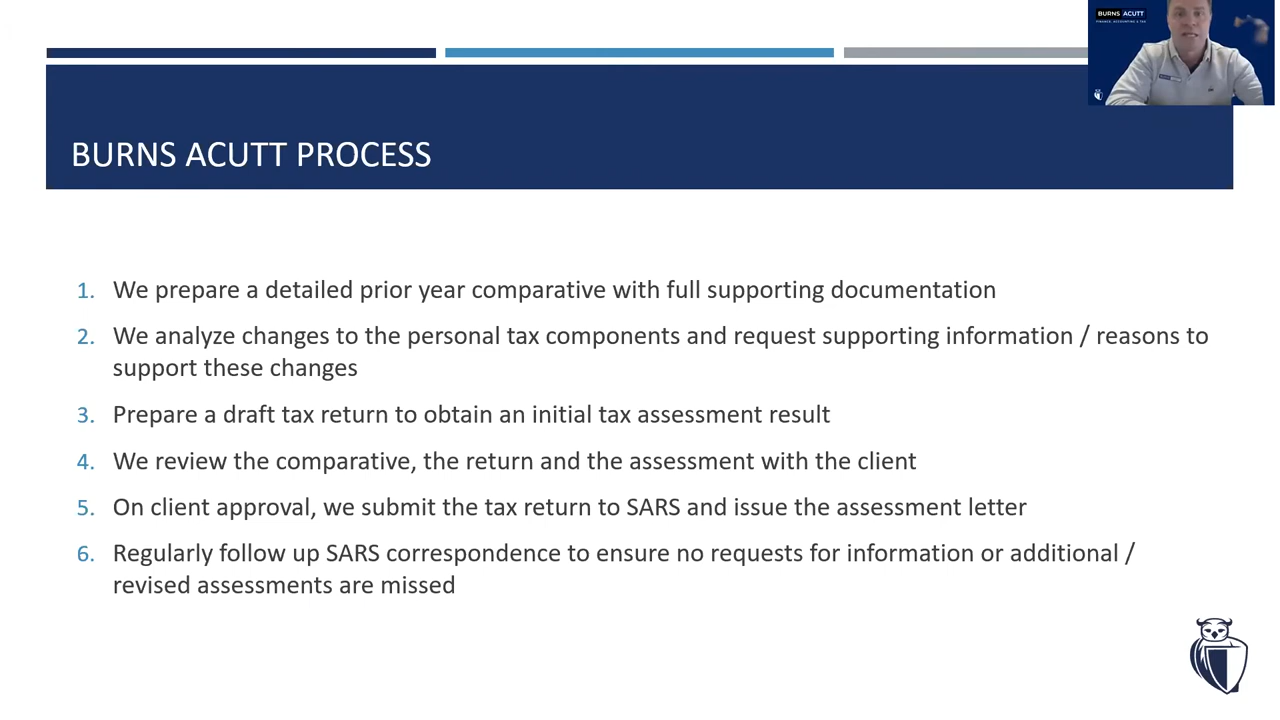 BURNS ACUTT
FINANCE, ACCOUNTING & TAX
BURNS ACUTT PROCESS
1. We prepare a detailed prior year comparative with full supporting documentation
2. We analyze changes to the personal tax components and request supporting information / reasons to
support these changes
3. Prepare a draft tax return to obtain an initial tax assessment result
4. We review the comparative, the return and the assessment with the client
5. On client approval, we submit the tax return to SARS and issue the assessment letter
6. Regularly follow up SARS correspondence to ensure no requests for information or additional /
revised assessments are missed